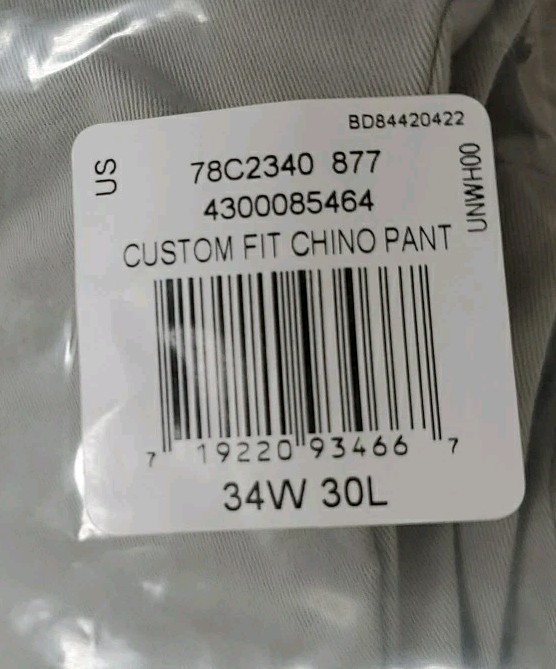 BD84420422
US
78C2340 877
UNWH00
4300085464
CUSTOM FIT CHINO PANT
7 19220 93466 7
34W 30L